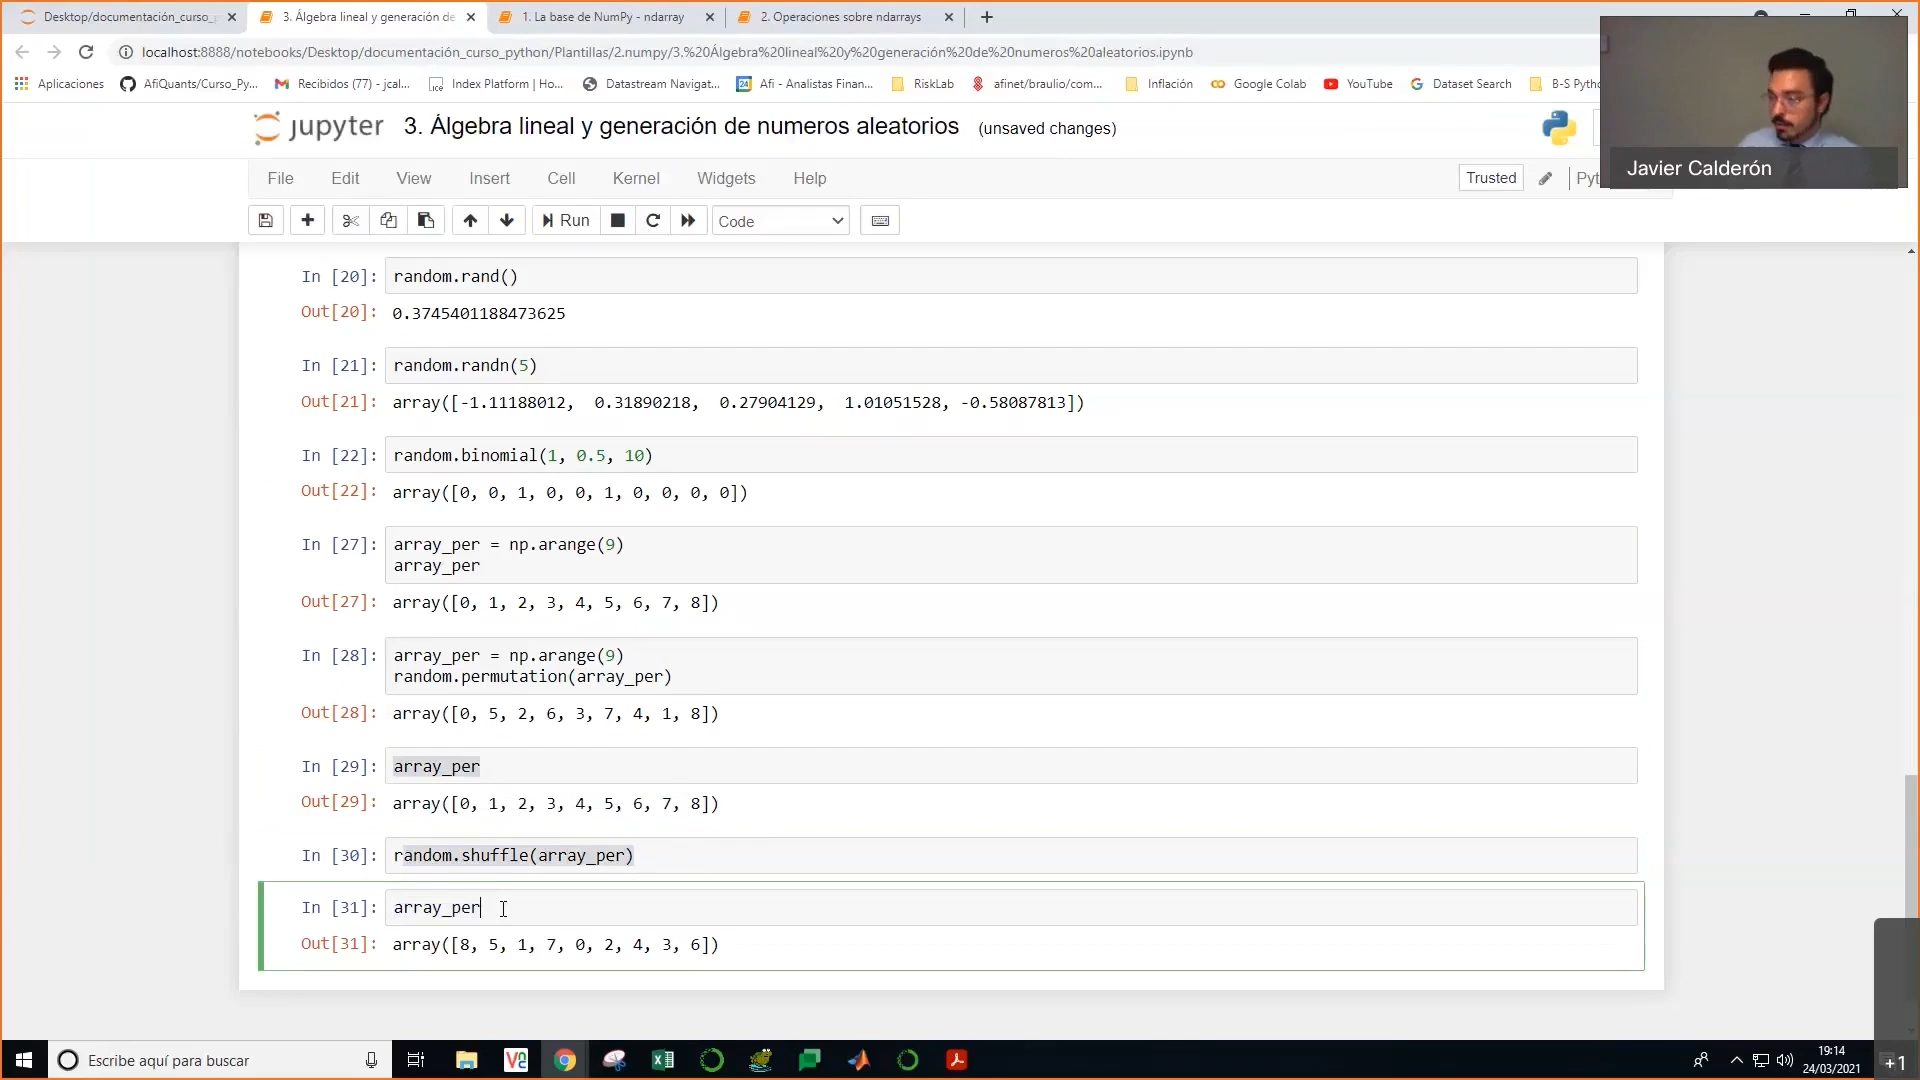 Desktop/documentación_curso_p
3. Álgebra lineal y generación de
1. La base de NumPy - ndarray
2. Operaciones sobre ndarrays
localhost:8888/notebooks/Desktop/documentación_curso_python/Plantillas/2.numpy/3.%20Álgebra%20lineal%20y%20generación%20de%20numeros%20aleatorios.ipynb
Aplicaciones
AfiQuants/Curso_Py...
Recibidos (77) - jcal...
Index Platform | Ho...
Datastream Navigat...
Afi - Analistas Finan...
RiskLab
afinet/braulio/com...
Inflación
Google Colab
YouTube
Dataset Search
B-S Pytho
jupyter 3. Álgebra lineal y generación de numeros aleatorios (unsaved changes)
Javier Calderón
File Edit View Insert Cell Kernel Widgets Help Trusted Pyt
Run Code
In [20]: random.rand()
Out[20]: 0.3745401188473625
In [21]: random.randn(5)
Out[21]: array([-1.11188012, 0.31890218, 0.27904129, 1.01051528, -0.58087813])
In [22]: random.binomial(1, 0.5, 10)
Out[22]: array([0, 0, 1, 0, 0, 1, 0, 0, 0, 0])
In [27]: array_per = np.arange(9)
array_per
Out[27]: array([0, 1, 2, 3, 4, 5, 6, 7, 8])
In [28]: array_per = np.arange(9)
random.permutation(array_per)
Out[28]: array([0, 5, 2, 6, 3, 7, 4, 1, 8])
In [29]: array_per
Out[29]: array([0, 1, 2, 3, 4, 5, 6, 7, 8])
In [30]: random.shuffle(array_per)
In [31]: array_per
Out[31]: array([8, 5, 1, 7, 0, 2, 4, 3, 6])
Escribe aquí para buscar
19:14
24/03/2021
+1